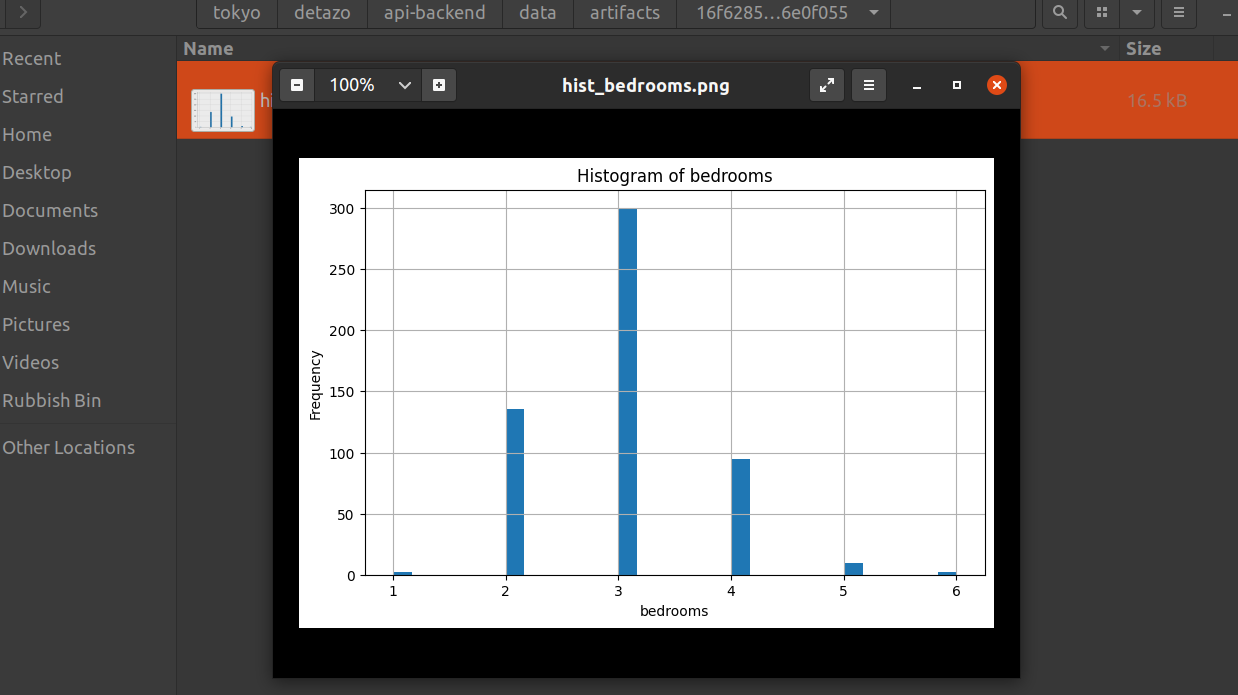 tokyo detazo api-backend data artifacts 16f6285…6e0f055
Name Size
Recent
Starred
Home
Desktop
Documents
Downloads
Music
Pictures
Videos
Rubbish Bin
Other Locations
16.5 kB
100% hist_bedrooms.png
Histogram of bedrooms
300
250
200
150
100
50
0
Frequency
1 2 3 4 5 6
bedrooms